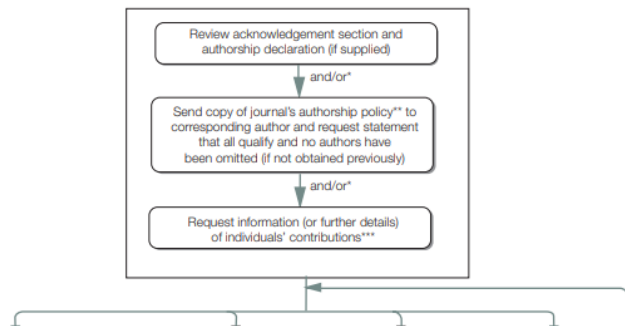 Review acknowledgement section and
authorship declaration (if supplied)
and/or*
Send copy of journal's authorship policy** to
corresponding author and request statement
that all qualify and no authors have
been omitted (if not obtained previously)
and/or*
Request information (or further details)
of individuals' contributions***